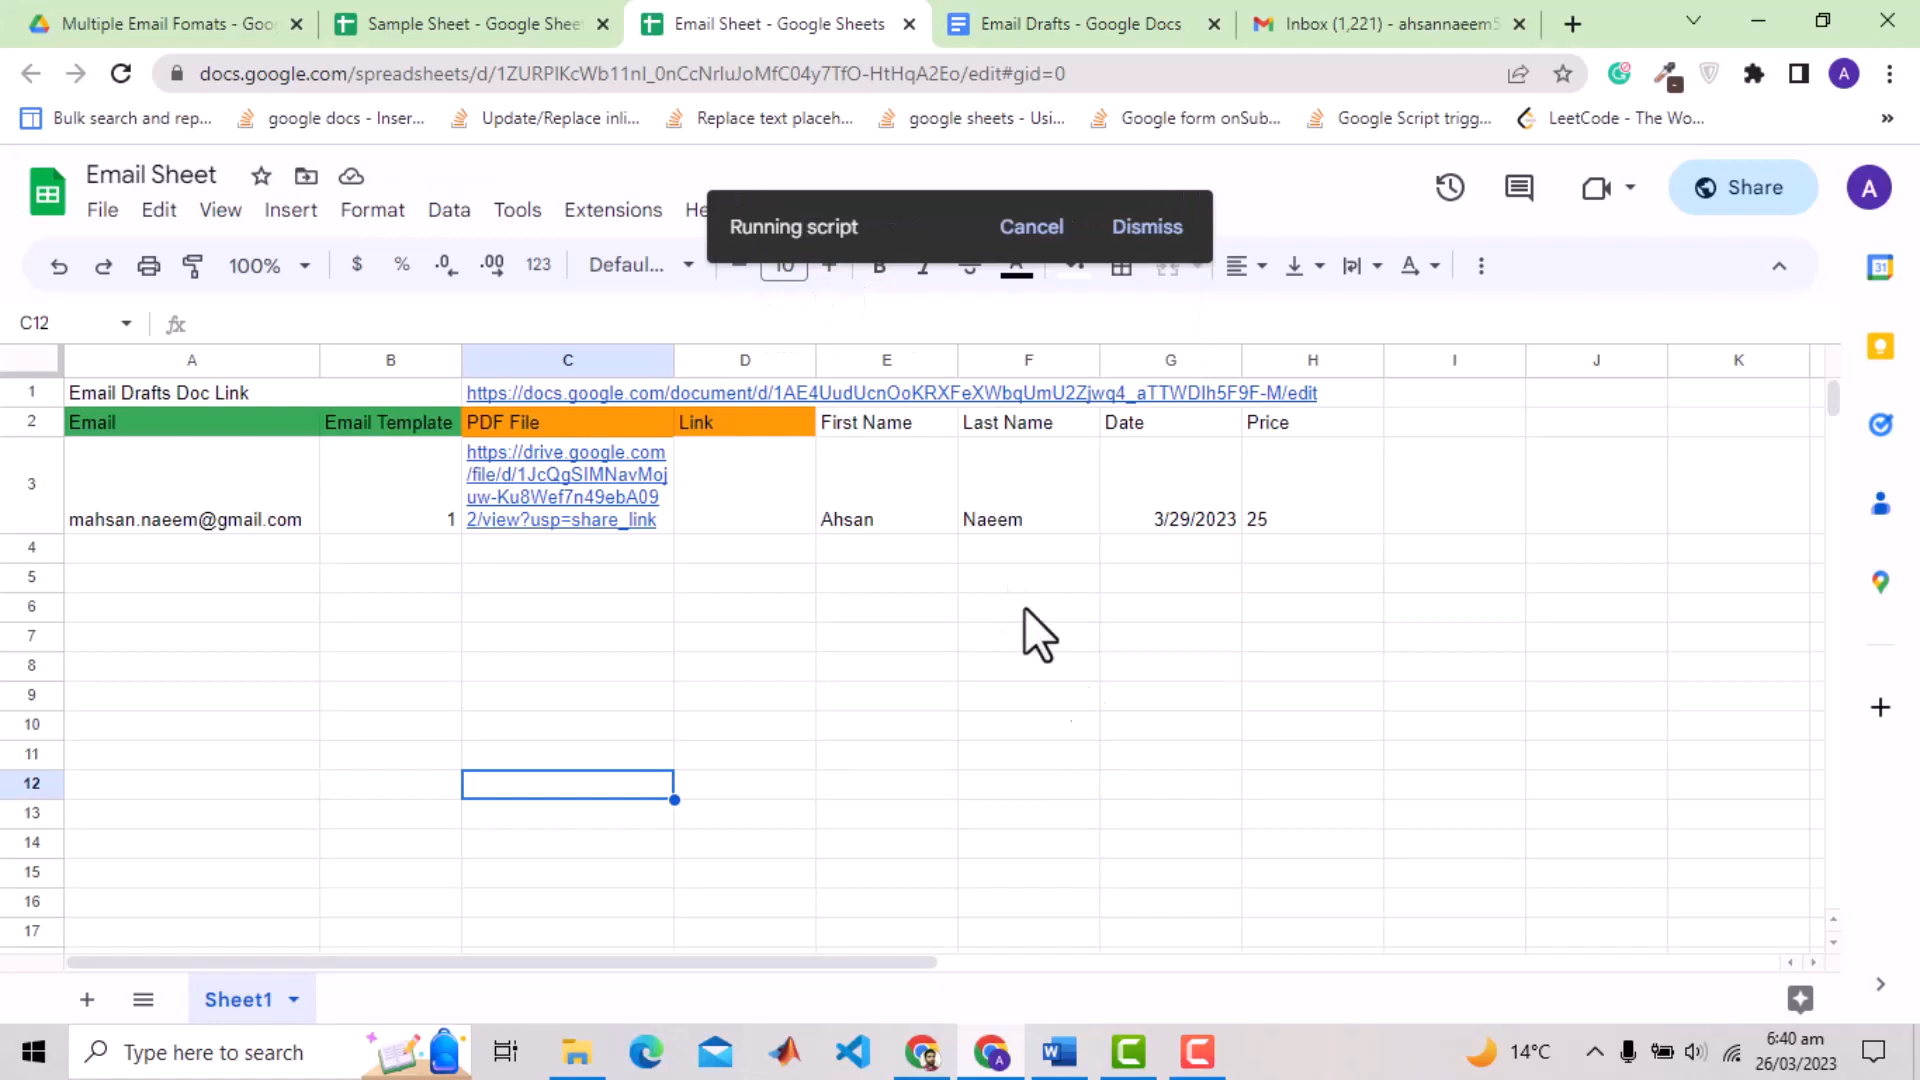 Multiple Email Fomats - Goo
Sample Sheet - Google Shee
Email Sheet - Google Sheets
Email Drafts - Google Docs
Inbox (1,221) - ahsannaeem5
docs.google.com/spreadsheets/d/1ZURPIKcWb11nl_0nCcNrluJoMfC04y7TfO-HtHqA2Eo/edit#gid=0
A
Bulk search and rep...
google docs - Inser...
Update/Replace inli...
Replace text placeh...
google sheets - Usi...
Google form onSub...
Google Script trigg...
LeetCode - The Wo...
»
Email Sheet
File Edit View Insert Format Data Tools Extensions He
Running script Cancel Dismiss
Share
A
100% $ % .0 .00 123 Defaul... 10 B I A A
31
C12 fx
A B C D E F G H I J K
1 Email Drafts Doc Link https://docs.google.com/document/d/1AE4UudUcnOoKRXFeXWbqUmU2Zjwq4_aTTWDIh5F9F-M/edit
2 Email Email Template PDF File Link First Name Last Name Date Price
https://drive.google.com
/file/d/1JcQgSIMNavMoj
uw-Ku8Wef7n49ebA09
3 mahsan.naeem@gmail.com 1 2/view?usp=share_link Ahsan Naeem 3/29/2023 25
4
5
6
7
8
9
10
11
12
13
14
15
16
17
Sheet1
Type here to search
14°C
6:40 am
26/03/2023